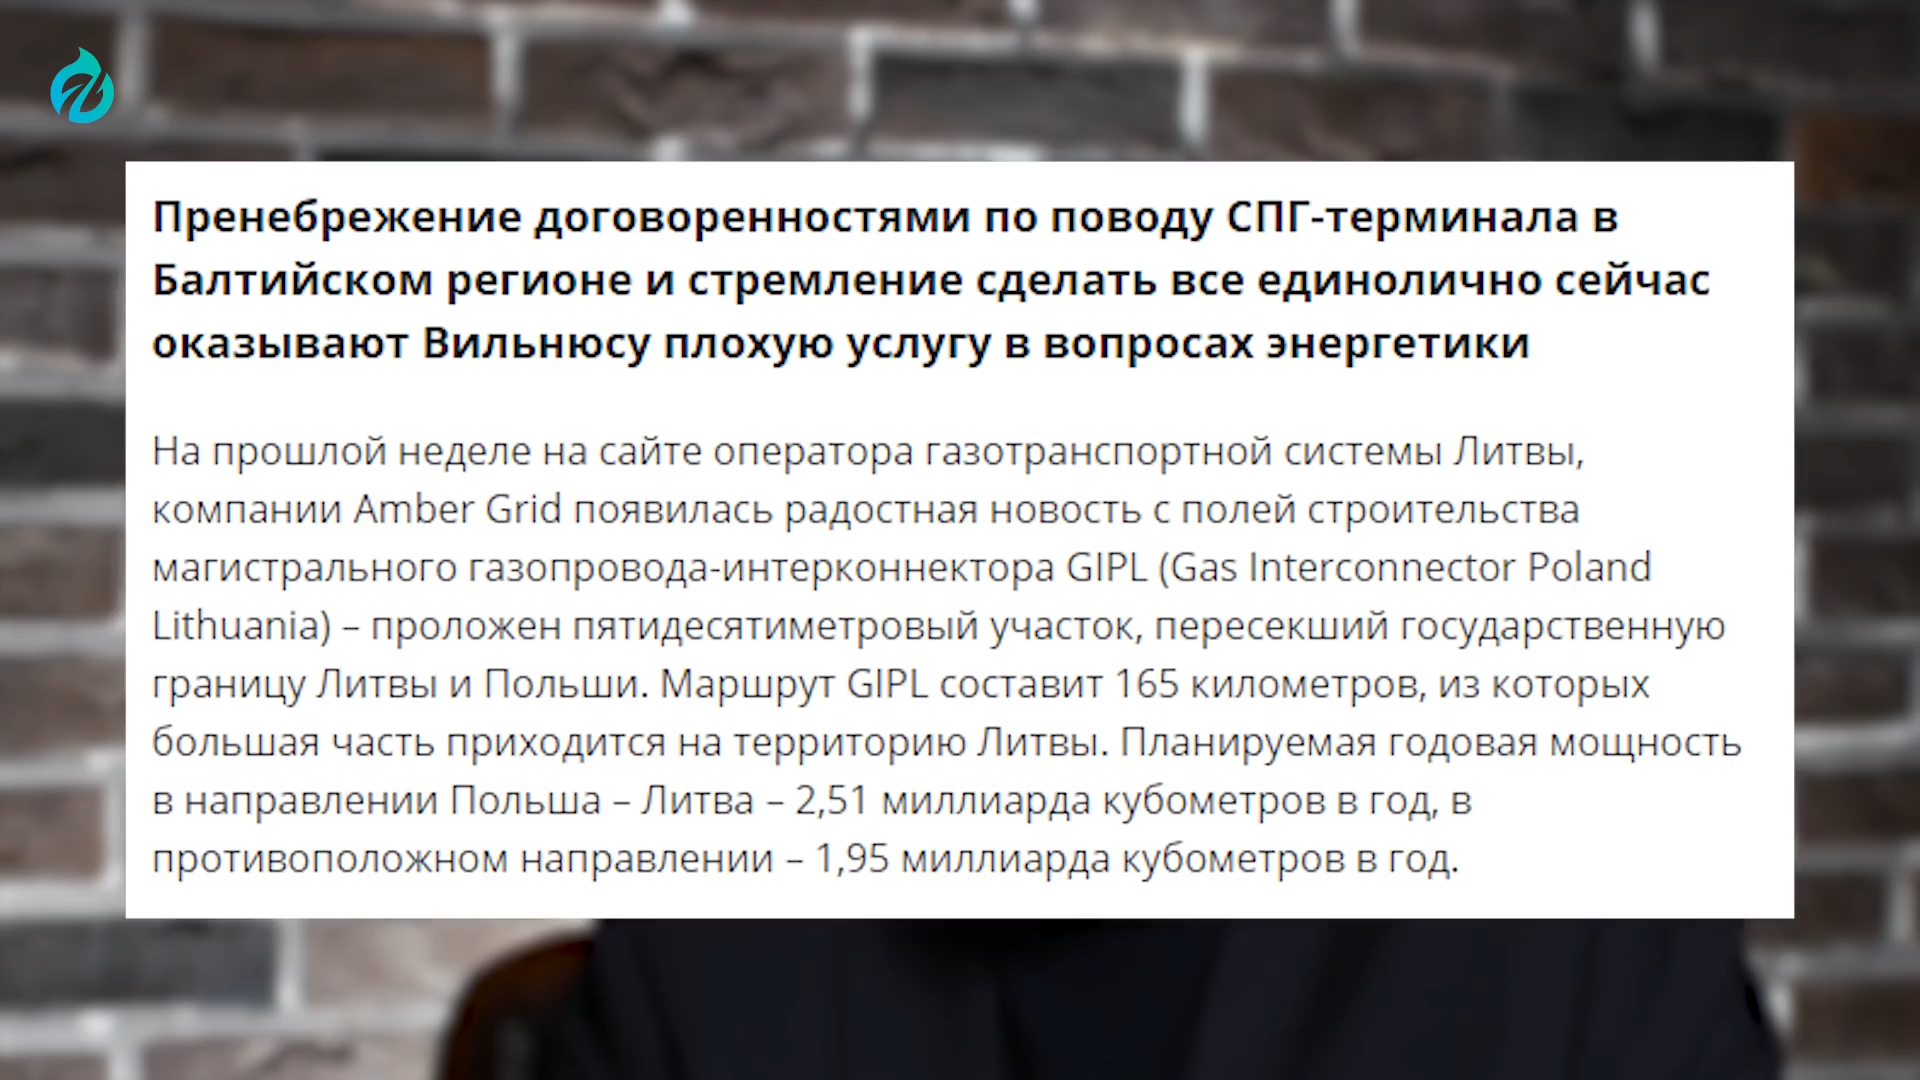 Пренебрежение договоренностями по поводу СПГ-терминала в
Балтийском регионе и стремление сделать все единолично сейчас
оказывают Вильнюсу плохую услугу в вопросах энергетики
На прошлой неделе на сайте оператора газотранспортной системы Литвы,
компании Amber Grid появилась радостная новость с полей строительства
магистрального газопровода-интерконнектора GIPL (Gas Interconnector Poland
Lithuania) – проложен пятидесятиметровый участок, пересекший государственную
границу Литвы и Польши. Маршрут GIPL составит 165 километров, из которых
большая часть приходится на территорию Литвы. Планируемая годовая мощность
в направлении Польша – Литва – 2,51 миллиарда кубометров в год, в
противоположном направлении – 1,95 миллиарда кубометров в год.